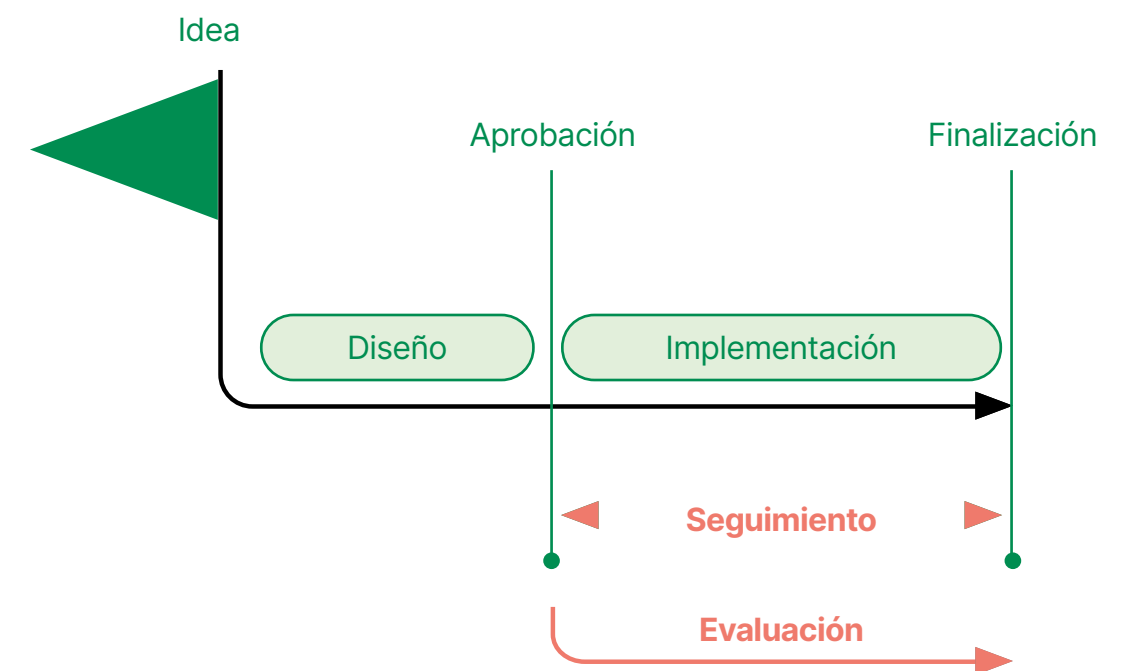 Idea
Aprobación
Finalización
Diseño
Implementación
Seguimiento
Evaluación